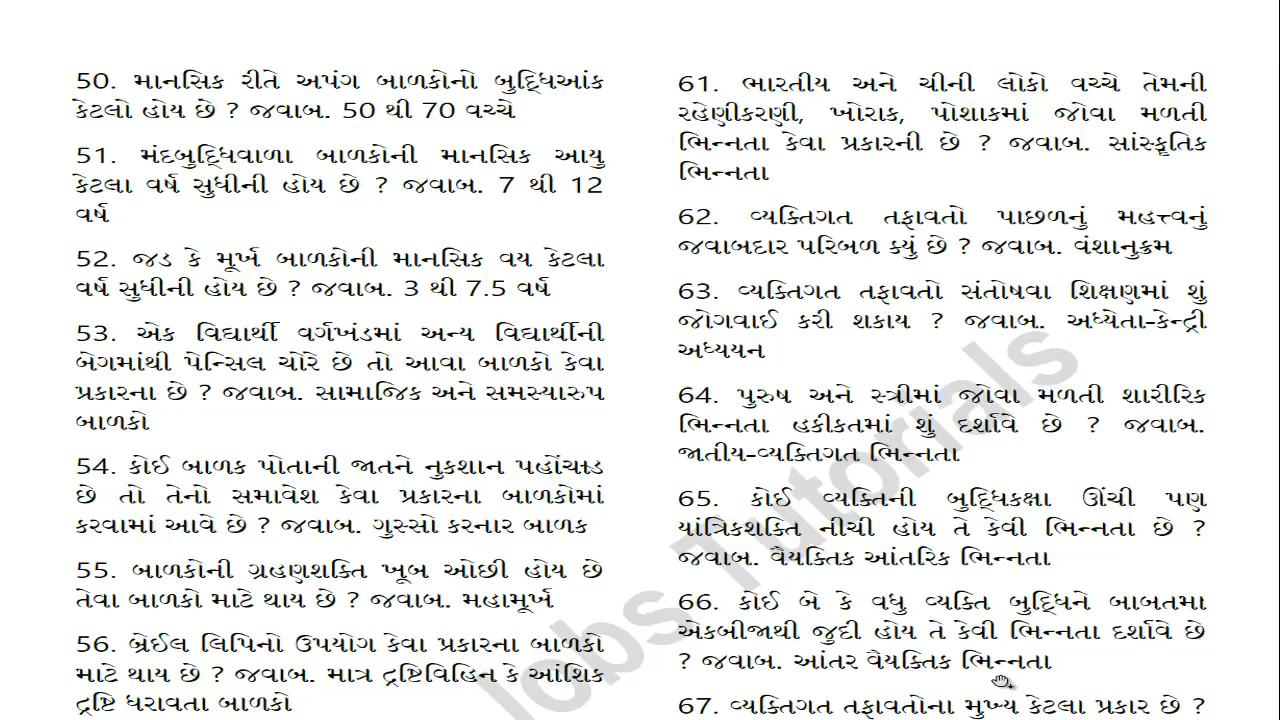 50. માનસિક રીતે અપંગ બાળકોનો બુદ્ધિઆંક
કેટલો હોય છે ? જવાબ. 50 થી 70 વચ્ચે
51. મંદબુદ્ધિવાળા બાળકોની માનસિક આયુ
કેટલા વર્ષ સુધીની હોય છે ? જવાબ. 7 થી 12
વર્ષ
52. જડ કે મૂર્ખ બાળકોની માનસિક વય કેટલા
વર્ષ સુધીની હોય છે ? જવાબ. 3 થી 7.5 વર્ષ
53. એક વિદ્યાર્થી વર્ગખંડમાં અન્ય વિદ્યાર્થીની
બેગમાંથી પેન્સિલ ચોરે છે તો આવા બાળકો કેવા
પ્રકારના છે ? જવાબ. સામાજિક અને સમસ્યારુપ
બાળકો
54. કોઈ બાળક પોતાની જાતને નુકશાન પહોંચાડ
છે તો તેનો સમાવેશ કેવા પ્રકારના બાળકોમાં
કરવામાં આવે છે ? જવાબ. ગુસ્સો કરનાર બાળક
55. બાળકોની ગ્રહણશક્તિ ખૂબ ઓછી હોય છે
તેવા બાળકો માટે થાય છે ? જવાબ. મહામૂર્ખ
56. બ્રેઈલ લિપિનો ઉપયોગ કેવા પ્રકારના બાળકો
માટે થાય છે ? જવાબ. માત્ર દ્રષ્ટિવિહિન કે આંશિક
દ્રષ્ટિ ધરાવતા બાળકો
61. ભારતીય અને ચીની લોકો વચ્ચે તેમની
રહેણીકરણી, ખોરાક, પોશાકમાં જોવા મળતી
ભિન્નતા કેવા પ્રકારની છે ? જવાબ. સાંસ્કૃતિક
ભિન્નતા
62. વ્યક્તિગત તફાવતો પાછળનું મહત્ત્વનું
જવાબદાર પરિબળ ક્યું છે ? જવાબ. વંશાનુક્રમ
63. વ્યક્તિગત તફાવતો સંતોષવા શિક્ષણમાં શું
જોગવાઈ કરી શકાય ? જવાબ. અધ્યેતા-કેન્દ્રી
અધ્યયન
64. પુરુષ અને સ્ત્રીમાં જોવા મળતી શારીરિક
ભિન્નતા હકીકતમાં શું દર્શાવે છે ? જવાબ.
જાતીય-વ્યક્તિગત ભિન્નતા
65. કોઈ વ્યક્તિની બુદ્ધિકક્ષા ઊંચી પણ
યાંત્રિકશક્તિ નીચી હોય તે કેવી ભિન્નતા છે ?
જવાબ. વૈયક્તિક આંતરિક ભિન્નતા
66. કોઈ બે કે વધુ વ્યક્તિ બુદ્ધિને બાબતમા
એકબીજાથી જુદી હોય તે કેવી ભિન્નતા દર્શાવે છે
? જવાબ. આંતર વૈયક્તિક ભિન્નતા
67. વ્યક્તિગત તફાવતોના મુખ્ય કેટલા પ્રકાર છે ?
Jobs Tutorials